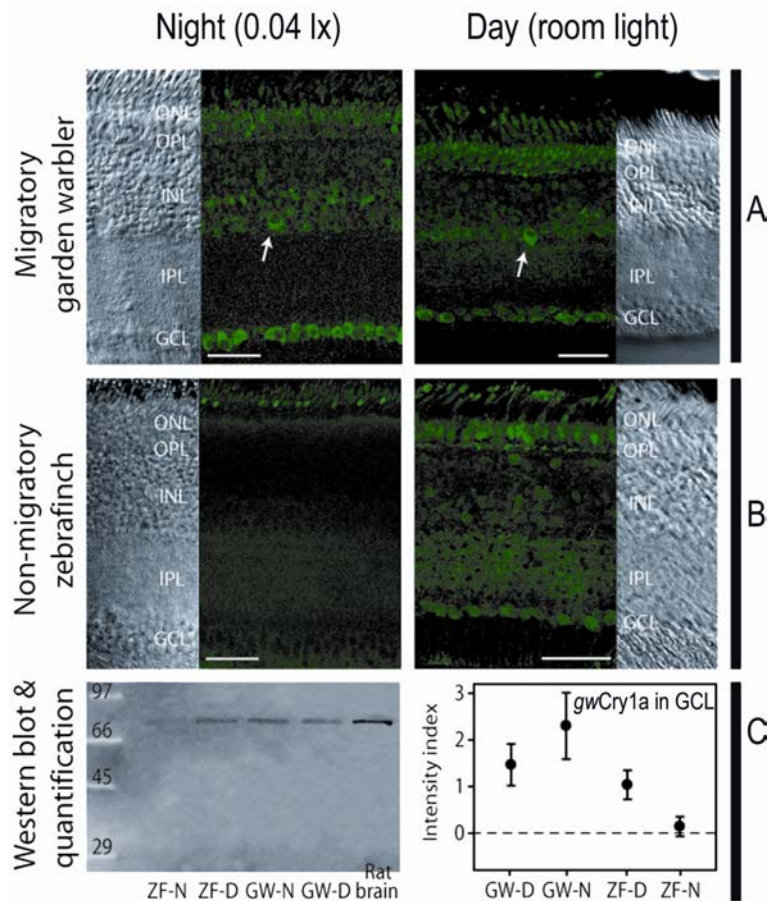 Night (0.04 lx)
Day (room light)
Migratory
garden warbler
ONL
OPL
INL
IPL
GCL
ONL
OPL
INL
IPL
GCL
A
Non-migratory
zebrafinch
ONL
OPL
INL
IPL
GCL
ONL
OPL
INL
IPL
GCL
B
Western blot &
quantification
97
66
45
29
ZF-N ZF-D GW-N GW-D Rat
brain
gwCry1a in GCL
Intensity index
3
2
1
0
GW-D GW-N ZF-D ZF-N
C